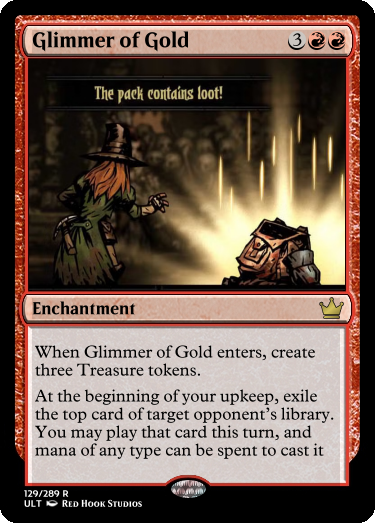 Glimmer of Gold 3
The pack contains loot!
Enchantment
When Glimmer of Gold enters, create
three Treasure tokens.
At the beginning of your upkeep, exile
the top card of target opponent's library.
You may play that card this turn, and
mana of any type can be spent to cast it
129/289 R
ULT Red Hook Studios